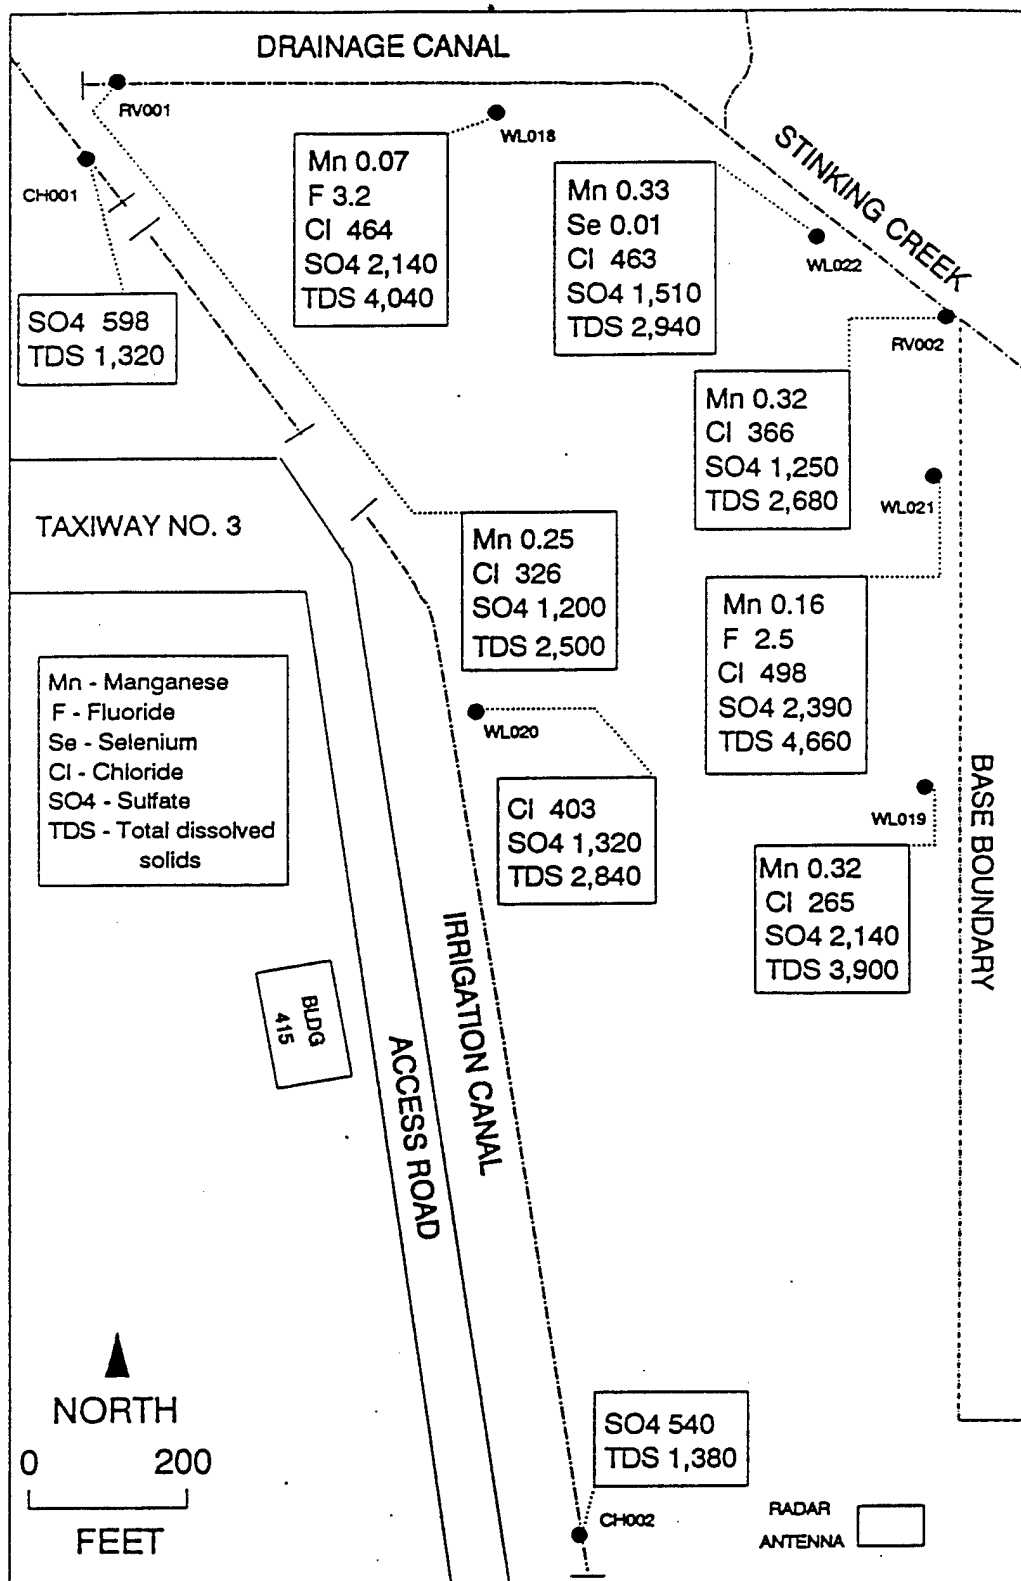 DRAINAGE CANAL
RV001
WL018
CH001
Mn 0.07
F 3.2
Cl 464
SO4 2,140
TDS 4,040
Mn 0.33
Se 0.01
Cl 463
SO4 1,510
TDS 2,940
STINKING CREEK
WL022
SO4 598
TDS 1,320
RV002
Mn 0.32
Cl 366
SO4 1,250
TDS 2,680
WL021
TAXIWAY NO. 3
Mn 0.25
Cl 326
SO4 1,200
TDS 2,500
Mn 0.16
F 2.5
Cl 498
SO4 2,390
TDS 4,660
Mn - Manganese
F - Fluoride
Se - Selenium
Cl - Chloride
SO4 - Sulfate
TDS - Total dissolved
solids
WL020
Cl 403
SO4 1,320
TDS 2,840
WL019
Mn 0.32
Cl 265
SO4 2,140
TDS 3,900
BASE BOUNDARY
BLDG
415
IRRIGATION CANAL
ACCESS ROAD
NORTH
0 200
FEET
SO4 540
TDS 1,380
CH002
RADAR
ANTENNA